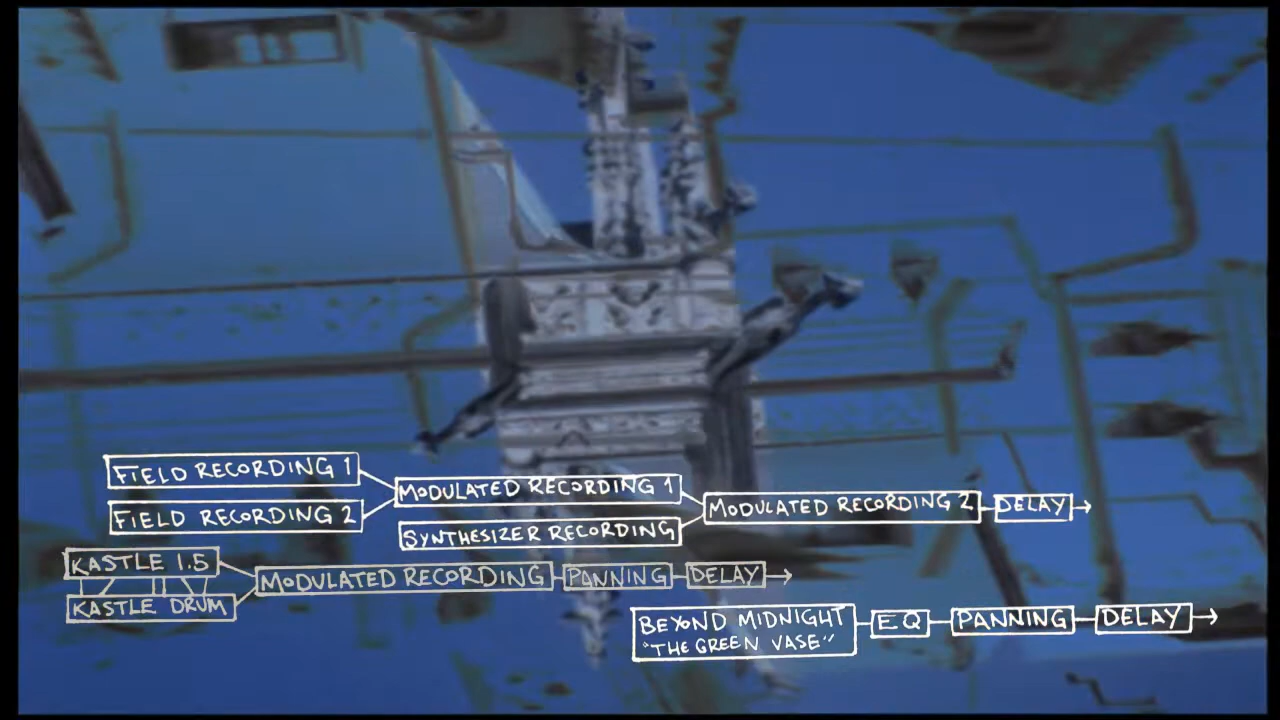 FIELD RECORDING 1
FIELD RECORDING 2
MODULATED RECORDING 1
SYNTHESIZER RECORDING
MODULATED RECORDING 2
DELAY
KASTLE 1.5
KASTLE DRUM
MODULATED RECORDING
PANNING
DELAY
BEYOND MIDNIGHT
"THE GREEN VASE"
EQ
PANNING
DELAY